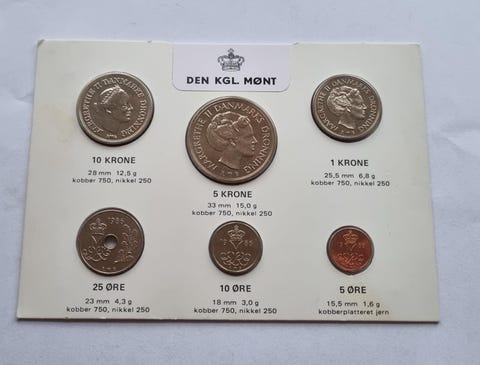 DEN KGL. MØNT
MARGRETHE II DANMARKS DRONNING
MARGRETHE II DANMARKS DRONNING
MARGRETHE II DANMARKS DRONNING
10 KRONE
28 mm 12,5 g
kobber 750, nikkel 250
5 KRONE
33 mm 15,0 g
kobber 750, nikkel 250
1 KRONE
25,5 mm 6,8 g
kobber 750, nikkel 250
25 ØRE
23 mm 4,3 g
kobber 750, nikkel 250
10 ØRE
18 mm 3,0 g
kobber 750, nikkel 250
5 ØRE
15,5 mm 1,6 g
kobberplatteret jern